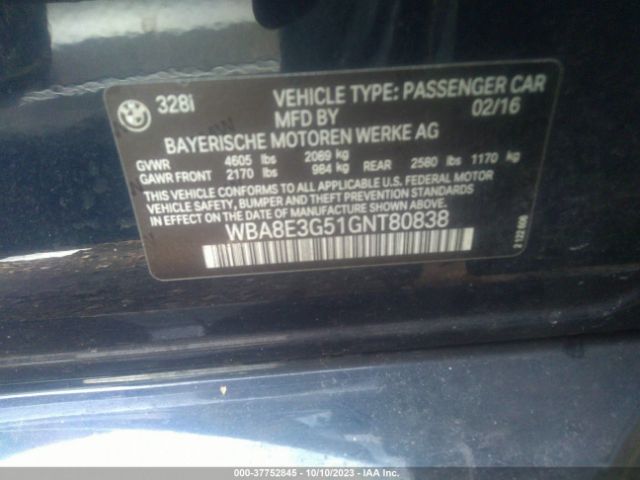 BMW 328i VEHICLE TYPE: PASSENGER CAR
MFD BY 02/16
BAYERISCHE MOTOREN WERKE AG
GVWR 4605 lbs 2089 kg
GAWR FRONT 2170 lbs 984 kg REAR 2580 lbs 1170 kg
THIS VEHICLE CONFORMS TO ALL APPLICABLE U.S. FEDERAL MOTOR
VEHICLE SAFETY, BUMPER AND THEFT PREVENTION STANDARDS
IN EFFECT ON THE DATE OF MANUFACTURE SHOWN ABOVE.
WBA8E3G51GNT80838
000-37752845 - 10/10/2023 - IAAI.COM